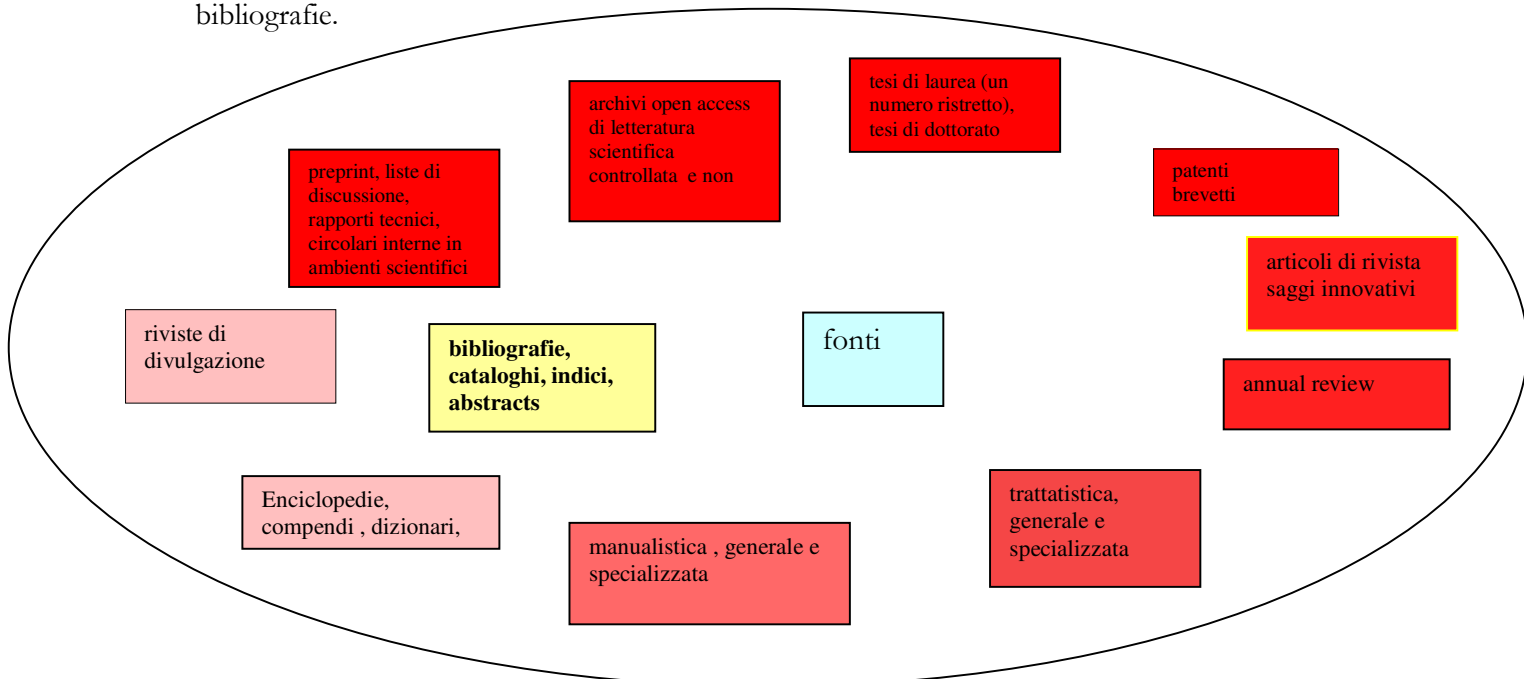 bibliografie.
tesi di laurea (un
numero ristretto),
tesi di dottorato
archivi open access
di letteratura
scientifica
controllata e non
preprint, liste di
discussione,
rapporti tecnici,
circolari interne in
ambienti scientifici
patenti
brevetti
articoli di rivista
saggi innovativi
riviste di
divulgazione
bibliografie,
cataloghi, indici,
abstracts
fonti
annual review
Enciclopedie,
compendi , dizionari,
manualistica , generale e
specializzata
trattatistica,
generale e
specializzata